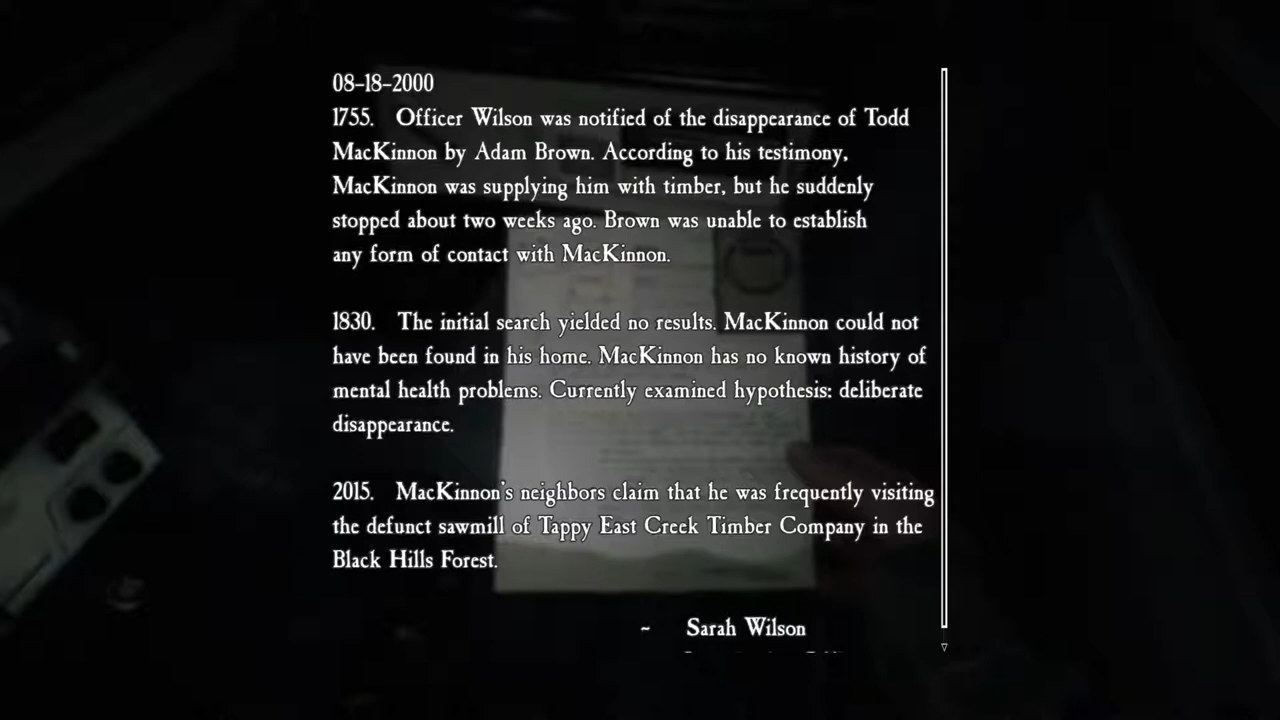 08-18-2000
1755. Officer Wilson was notified of the disappearance of Todd
MacKinnon by Adam Brown. According to his testimony,
MacKinnon was supplying him with timber, but he suddenly
stopped about two weeks ago. Brown was unable to establish
any form of contact with MacKinnon.
1830. The initial search yielded no results. MacKinnon could not
have been found in his home. MacKinnon has no known history of
mental health problems. Currently examined hypothesis: deliberate
disappearance.
2015. MacKinnon's neighbors claim that he was frequently visiting
the defunct sawmill of Tappy East Creek Timber Company in the
Black Hills Forest.
~ Sarah Wilson